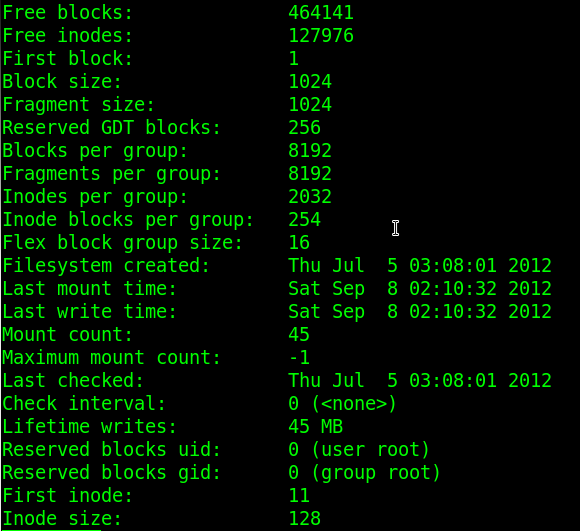 Free blocks:              464141
Free inodes:              127976
First block:              1
Block size:               1024
Fragment size:            1024
Reserved GDT blocks:      256
Blocks per group:         8192
Fragments per group:      8192
Inodes per group:         2032
Inode blocks per group:   254
Flex block group size:    16
Filesystem created:       Thu Jul  5 03:08:01 2012
Last mount time:          Sat Sep  8 02:10:32 2012
Last write time:          Sat Sep  8 02:10:32 2012
Mount count:              45
Maximum mount count:      -1
Last checked:             Thu Jul  5 03:08:01 2012
Check interval:           0 (<none>)
Lifetime writes:          45 MB
Reserved blocks uid:      0 (user root)
Reserved blocks gid:      0 (group root)
First inode:              11
Inode size:               128